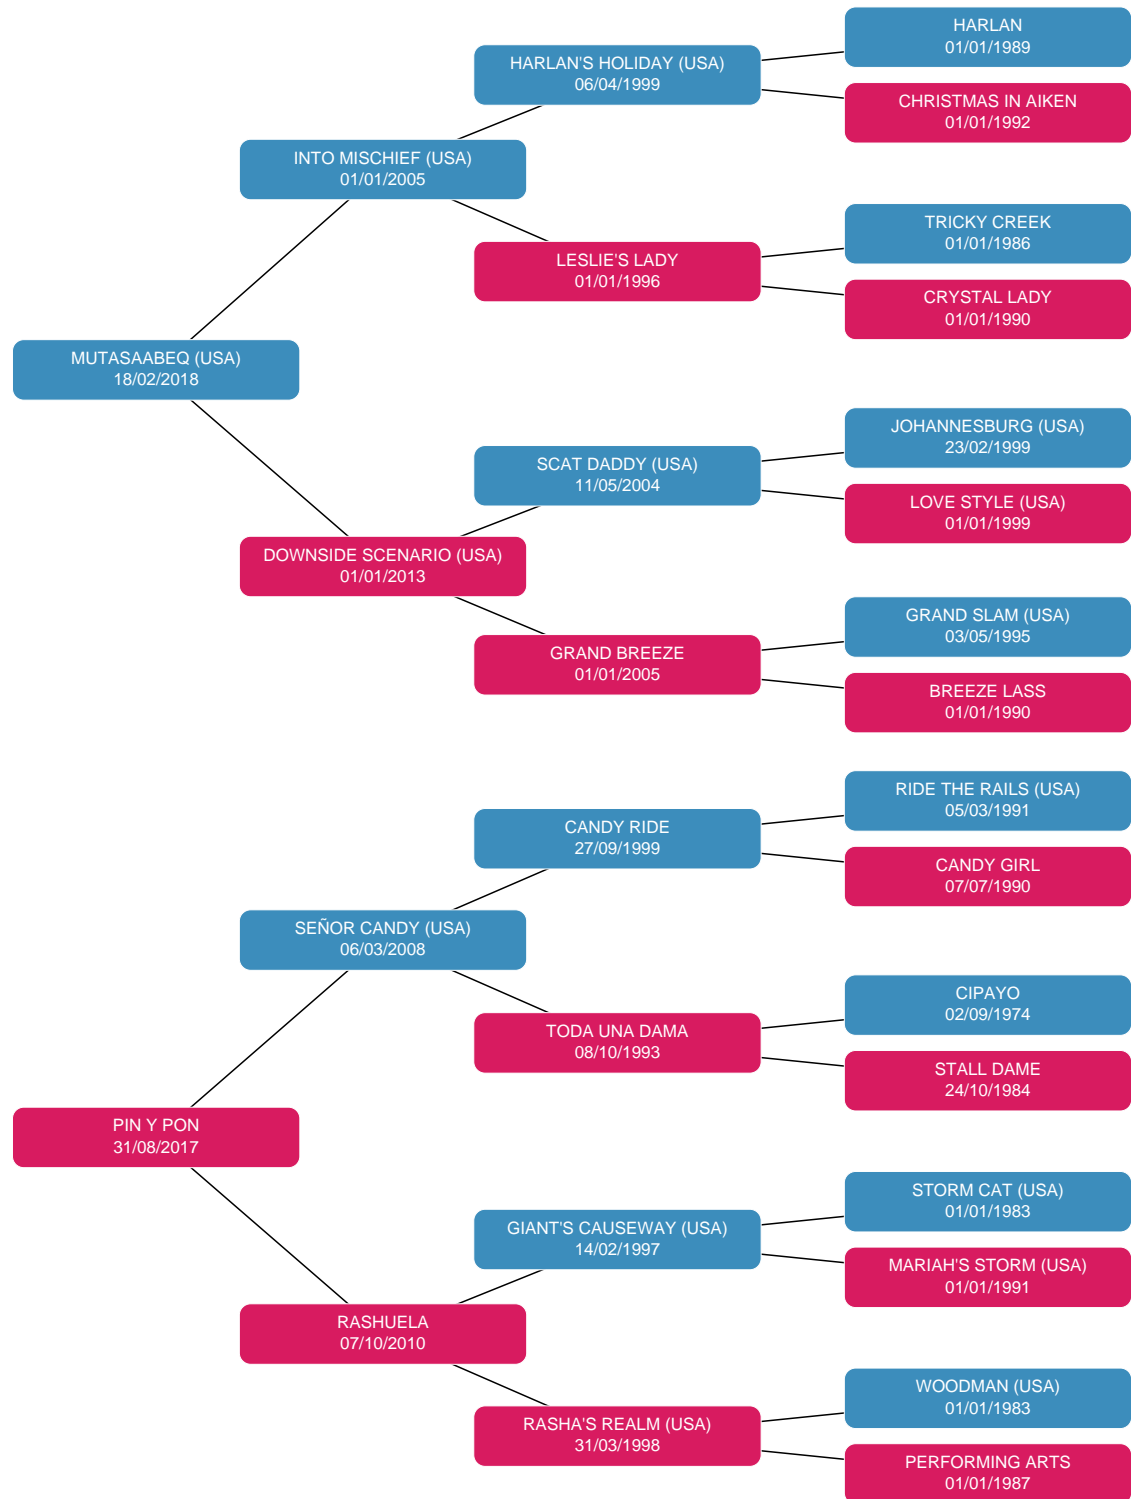 HARLAN
01/01/1989
HARLAN'S HOLIDAY (USA)
06/04/1999
CHRISTMAS IN AIKEN
01/01/1992
INTO MISCHIEF (USA)
01/01/2005
TRICKY CREEK
01/01/1986
LESLIE'S LADY
01/01/1996
CRYSTAL LADY
01/01/1990
MUTASAABEQ (USA)
18/02/2018
JOHANNESBURG (USA)
23/02/1999
SCAT DADDY (USA)
11/05/2004
LOVE STYLE (USA)
01/01/1999
DOWNSIDE SCENARIO (USA)
01/01/2013
GRAND SLAM (USA)
03/05/1995
GRAND BREEZE
01/01/2005
BREEZE LASS
01/01/1990
RIDE THE RAILS (USA)
05/03/1991
CANDY RIDE
27/09/1999
CANDY GIRL
07/07/1990
SEÑOR CANDY (USA)
06/03/2008
CIPAYO
02/09/1974
TODA UNA DAMA
08/10/1993
STALL DAME
24/10/1984
PIN Y PON
31/08/2017
STORM CAT (USA)
01/01/1983
GIANT'S CAUSEWAY (USA)
14/02/1997
MARIAH'S STORM (USA)
01/01/1991
RASHUELA
07/10/2010
WOODMAN (USA)
01/01/1983
RASHA'S REALM (USA)
31/03/1998
PERFORMING ARTS
01/01/1987